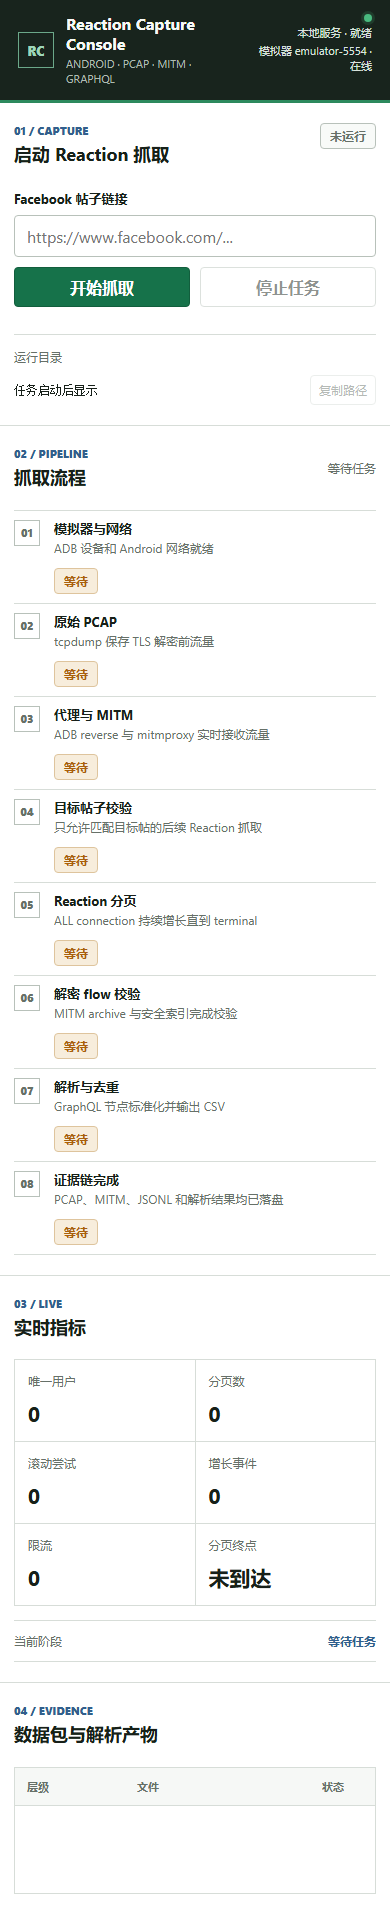 RC
Reaction Capture
Console
ANDROID · PCAP · MITM ·
GRAPHQL
本地服务 · 就绪
模拟器 emulator-5554 ·
在线
01 / CAPTURE
启动 Reaction 抓取
未运行
Facebook 帖子链接
https://www.facebook.com/...
开始抓取
停止任务
运行目录
任务启动后显示
复制路径
02 / PIPELINE
抓取流程
等待任务
01
模拟器与网络
ADB 设备和 Android 网络就绪
等待
02
原始 PCAP
tcpdump 保存 TLS 解密前流量
等待
03
代理与 MITM
ADB reverse 与 mitmproxy 实时接收流量
等待
04
目标帖子校验
只允许匹配目标帖的后续 Reaction 抓取
等待
05
Reaction 分页
ALL connection 持续增长直到 terminal
等待
06
解密 flow 校验
MITM archive 与安全索引完成校验
等待
07
解析与去重
GraphQL 节点标准化并输出 CSV
等待
08
证据链完成
PCAP、MITM、JSONL 和解析结果均已落盘
等待
03 / LIVE
实时指标
唯一用户
0
分页数
0
滚动尝试
0
增长事件
0
限流
0
分页终点
未到达
当前阶段
等待任务
04 / EVIDENCE
数据包与解析产物
层级
文件
状态